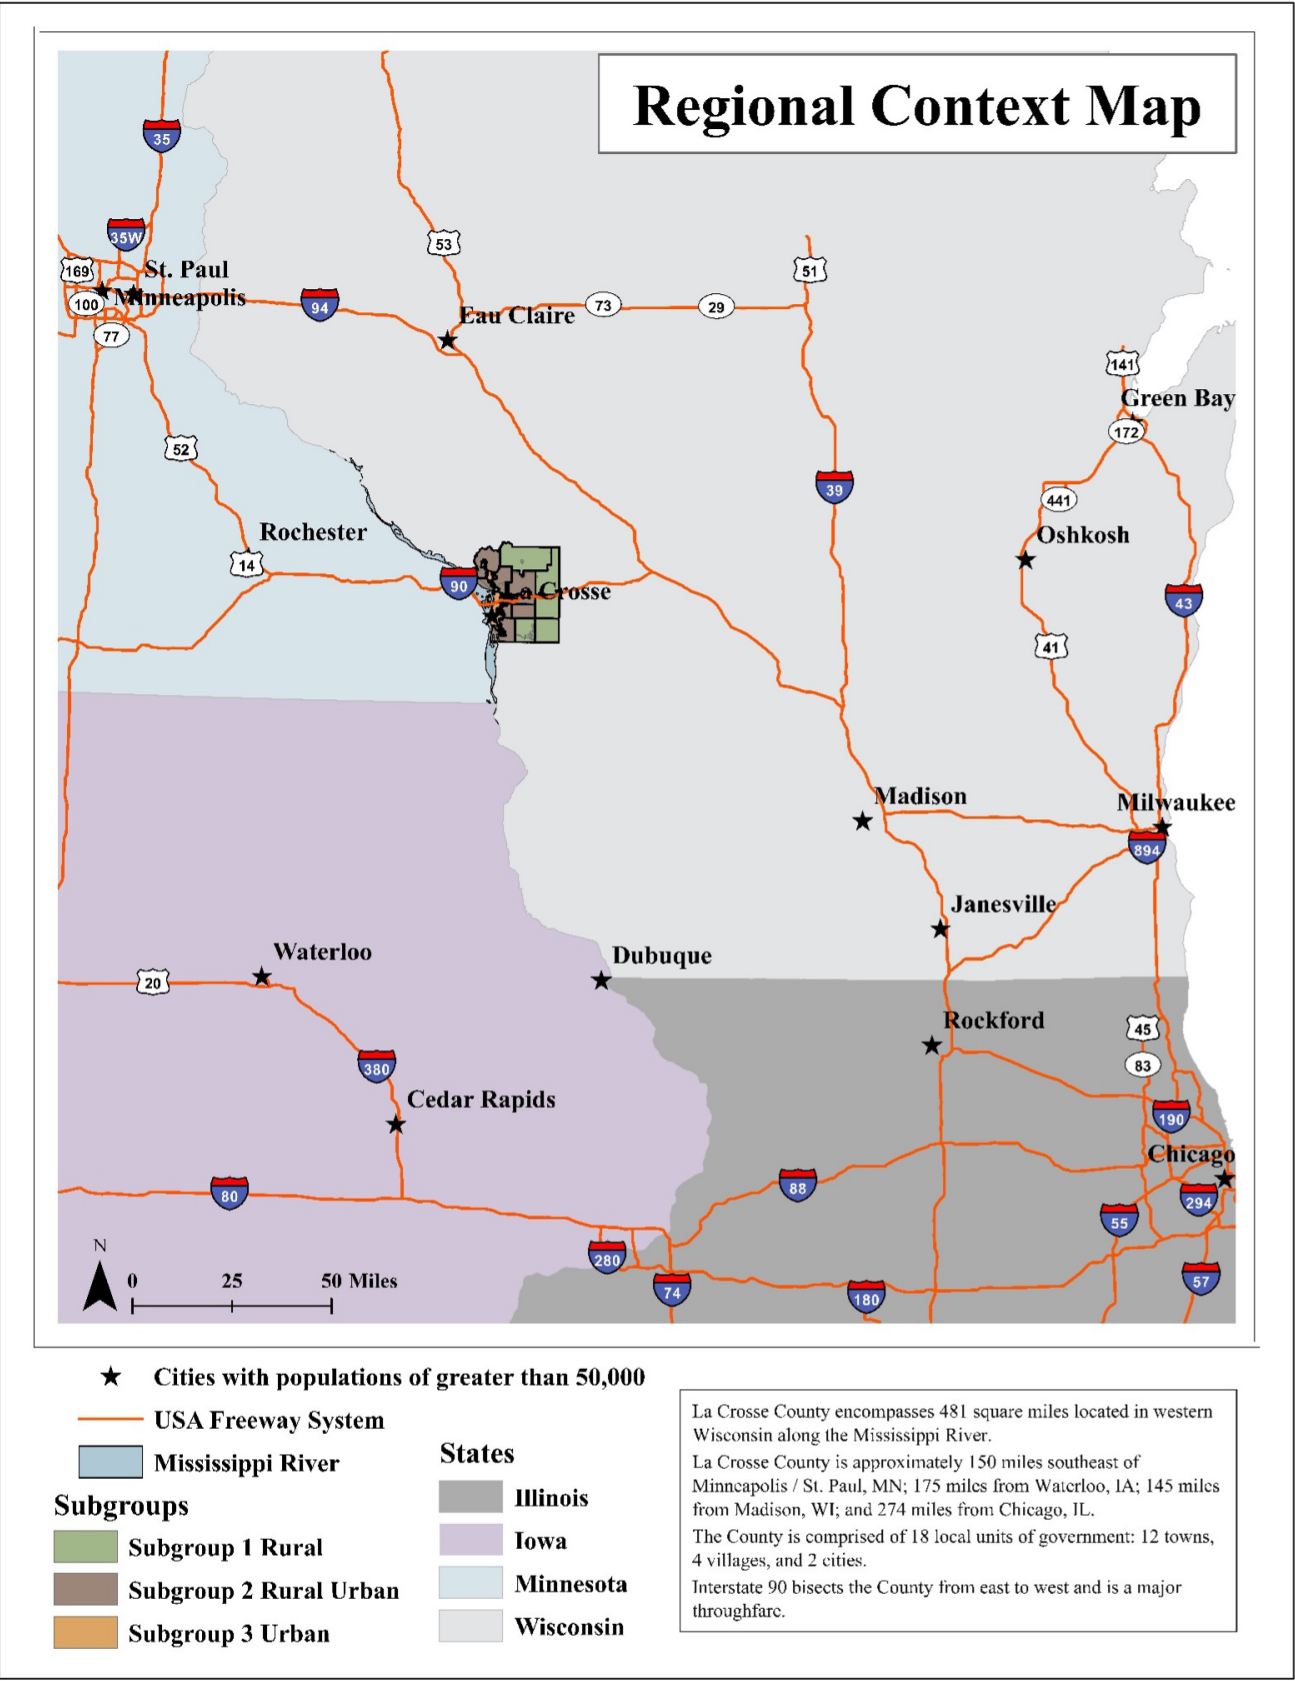 Regional Context Map
35
35W
53
169
St. Paul
51
100
Minneapolis
94
Eau Claire
73
29
77
141
Green Bay
172
52
39
441
Rochester
Oshkosh
14
90
La Crosse
43
41
Madison
Milwaukee
894
Janesville
Waterloo
Dubuque
20
Rockford
45
83
380
Cedar Rapids
190
Chicago
80
88
294
55
280
74
180
57
N
0 25 50 Miles
Cities with populations of greater than 50,000
USA Freeway System
Mississippi River
Subgroups
Subgroup 1 Rural
Subgroup 2 Rural Urban
Subgroup 3 Urban
States
Illinois
Iowa
Minnesota
Wisconsin
La Crosse County encompasses 481 square miles located in western
Wisconsin along the Mississippi River.
La Crosse County is approximately 150 miles southeast of
Minneapolis / St. Paul, MN; 175 miles from Waterloo, IA; 145 miles
from Madison, WI; and 274 miles from Chicago, IL.
The County is comprised of 18 local units of government: 12 towns,
4 villages, and 2 cities.
Interstate 90 bisects the County from east to west and is a major
throughfare.